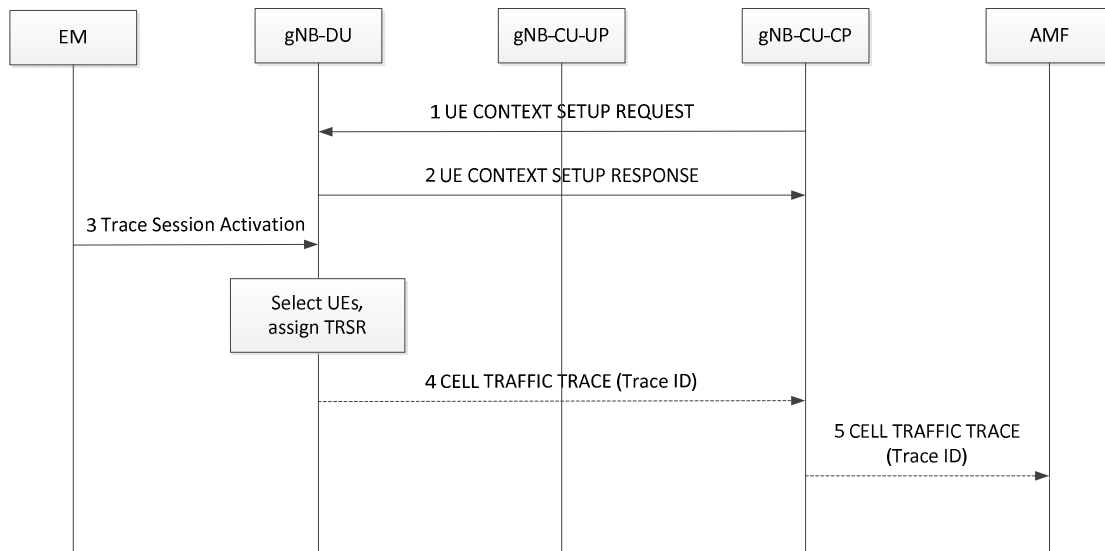 EM
gNB-DU
gNB-CU-UP
gNB-CU-CP
AMF
1 UE CONTEXT SETUP REQUEST
2 UE CONTEXT SETUP RESPONSE
3 Trace Session Activation
Select UEs,
assign TRSR
4 CELL TRAFFIC TRACE (Trace ID)
5 CELL TRAFFIC TRACE
(Trace ID)